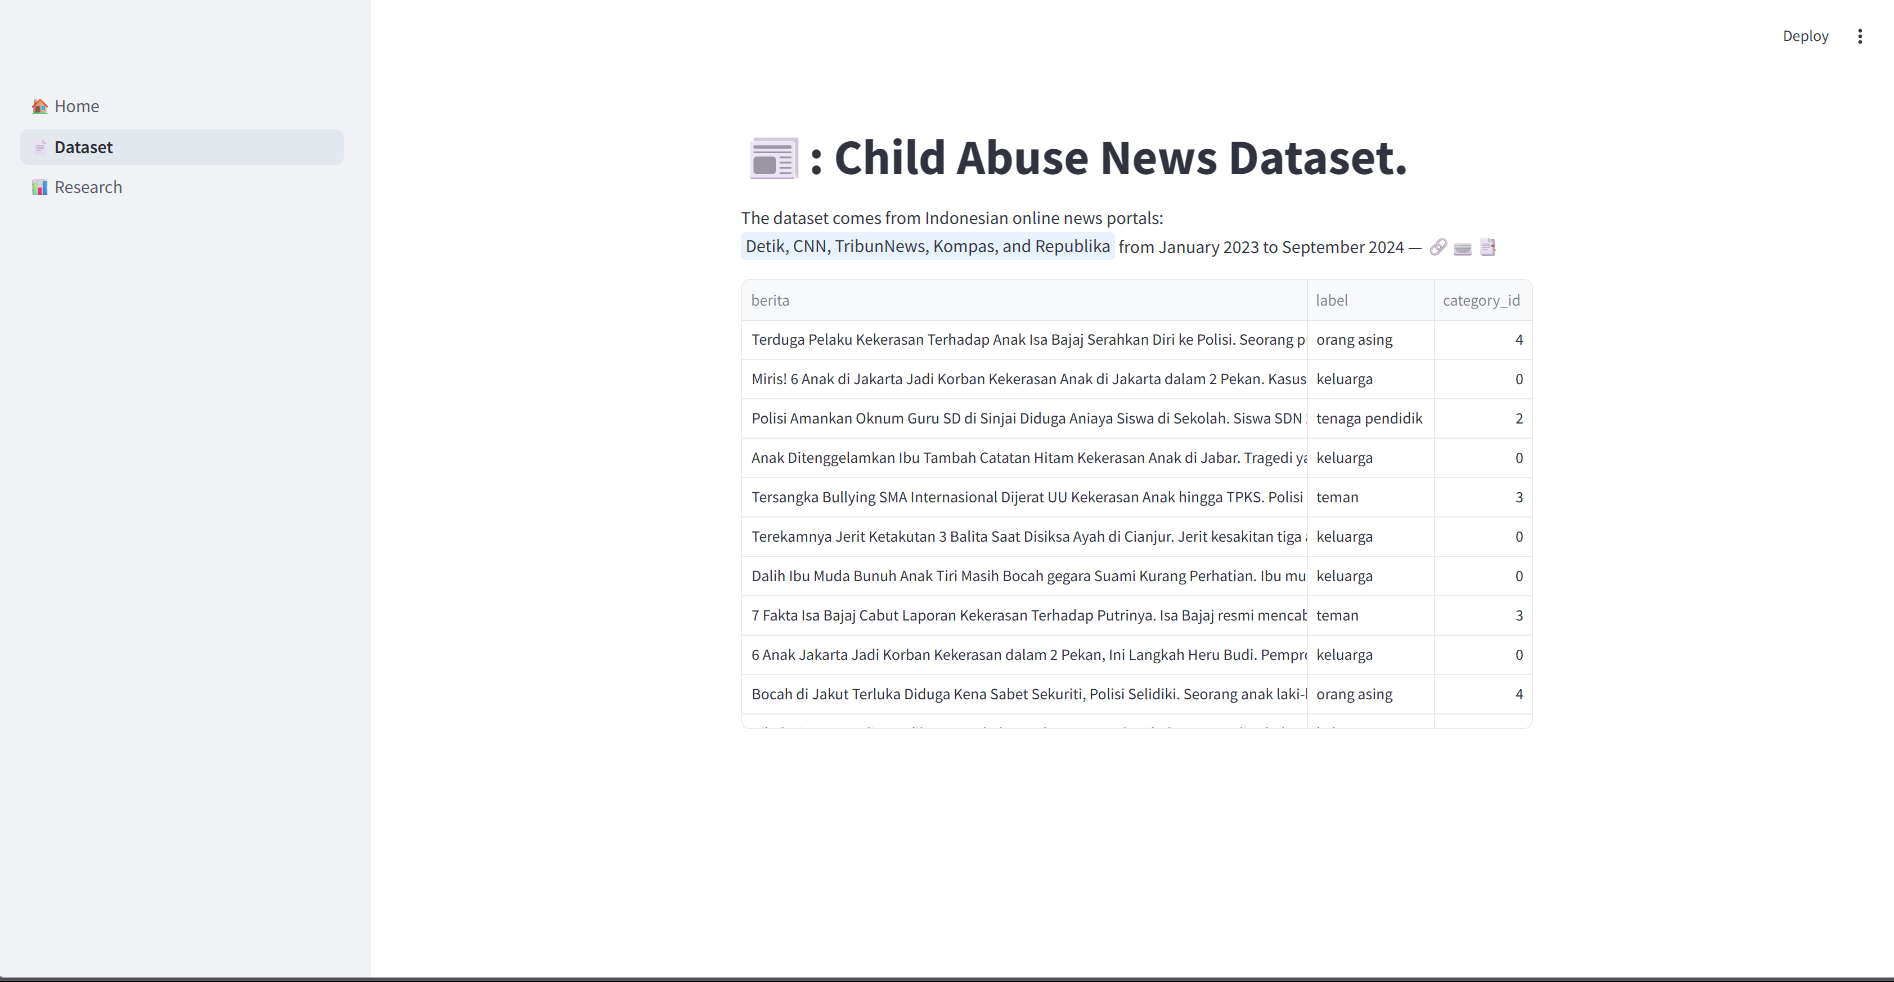 Deploy
Home
Dataset
Research
: Child Abuse News Dataset.
The dataset comes from Indonesian online news portals:
Detik, CNN, TribunNews, Kompas, and Republika from January 2023 to September 2024 —
berita label category_id
Terduga Pelaku Kekerasan Terhadap Anak Isa Bajaj Serahkan Diri ke Polisi. Seorang orang asing 4
Miris! 6 Anak di Jakarta Jadi Korban Kekerasan Anak di Jakarta dalam 2 Pekan. Kasus keluarga 0
Polisi Amankan Oknum Guru SD di Sinjai Diduga Aniaya Siswa di Sekolah. Siswa SDN tenaga pendidik 2
Anak Ditenggelamkan Ibu Tambah Catatan Hitam Kekerasan Anak di Jabar. Tragedi keluarga 0
Tersangka Bullying SMA Internasional Dijerat UU Kekerasan Anak hingga TPKS. Polisi teman 3
Terekamnya Jerit Ketakutan 3 Balita Saat Disiksa Ayah di Cianjur. Jerit kesakitan tiga keluarga 0
Dalih Ibu Muda Bunuh Anak Tiri Masih Bocah gegara Suami Kurang Perhatian. Ibu mu keluarga 0
7 Fakta Isa Bajaj Cabut Laporan Kekerasan Terhadap Putrinya. Isa Bajaj resmi teman 3
6 Anak Jakarta Jadi Korban Kekerasan dalam 2 Pekan, Ini Langkah Heru Budi. keluarga 0
Bocah di Jakut Terluka Diduga Kena Sabet Sekuriti, Polisi Selidiki. Seorang anak orang asing 4